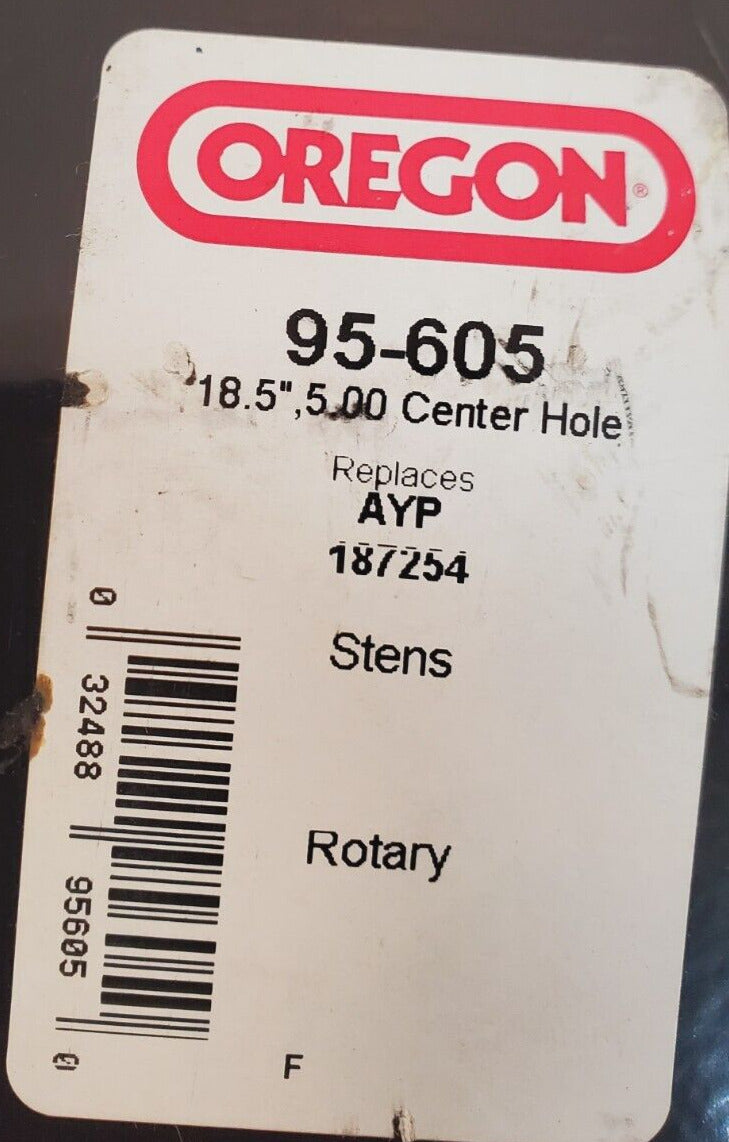 OREGON®
95-605
18.5",5.00 Center Hole
Replaces
AYP
187254
Stens
Rotary
0 32488 95605 0
F